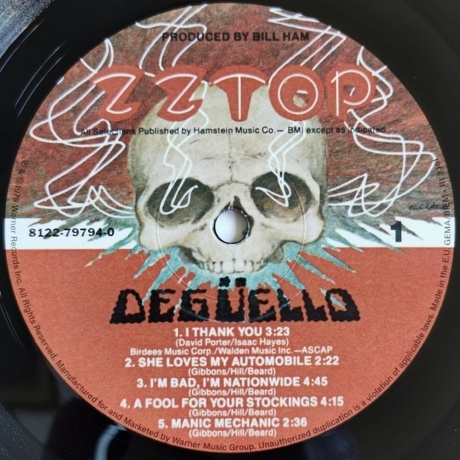 PRODUCED BY BILL HAM
ZZ TOP
All Selections Published by Hamstein Music Co. – BMI except as indicated
8122-79794-0
1
DEGÜELLO
1. I THANK YOU 3:23
(David Porter/Isaac Hayes)
Birdees Music Corp./Walden Music Inc.—ASCAP
2. SHE LOVES MY AUTOMOBILE 2:22
(Gibbons/Hill/Beard)
3. I'M BAD, I'M NATIONWIDE 4:45
(Gibbons/Hill/Beard)
4. A FOOL FOR YOUR STOCKINGS 4:15
(Gibbons/Hill/Beard)
5. MANIC MECHANIC 2:36
(Gibbons/Hill/Beard)
℗ © 1979 Warner Records Inc. All Rights Reserved. Manufactured for and Marketed by Warner Music Group. Unauthorized duplication is a violation of applicable laws. Made in the E.U. GEMA